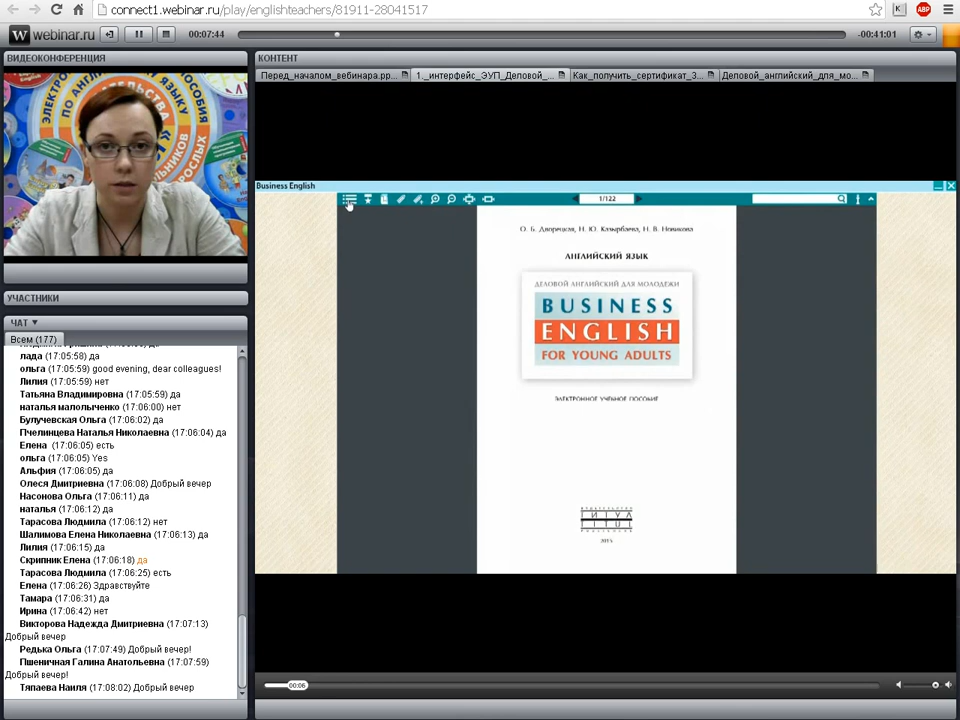 connect1.webinar.ru/play/englishteachers/81911-28041517
K
ABP
W webinar.ru
00:07:44
-00:41:01
ВИДЕОКОНФЕРЕНЦИЯ
КОНТЕНТ
Перед_началом_вебинара.pp...
1._интерфейс_ЭУП_Деловой_...
Как_получить_сертификат_3...
Деловой_английский_для_мо...
Business English
1/122
О. Б. Дворецкая, Н. Ю. Казырбаева, Н. В. Новикова
АНГЛИЙСКИЙ ЯЗЫК
ДЕЛОВОЙ АНГЛИЙСКИЙ ДЛЯ МОЛОДЕЖИ
BUSINESS
ENGLISH
FOR YOUNG ADULTS
ЭЛЕКТРОННОЕ УЧЕБНОЕ ПОСОБИЕ
УЧАСТНИКИ
ЧАТ
Всем (177)
лада (17:05:58) да
ольга (17:05:59) good evening, dear colleagues!
Лилия (17:05:59) нет
Татьяна Владимировна (17:05:59) да
наталья малолыченко (17:06:00) нет
Булучевская Ольга (17:06:02) да
Пчелинцева Наталья Николаевна (17:06:04) да
Елена (17:06:05) есть
ольга (17:06:05) Yes
Альфия (17:06:05) да
Олеся Дмитриевна (17:06:08) Добрый вечер
Насонова Ольга (17:06:11) да
наталья (17:06:12) да
Тарасова Людмила (17:06:12) нет
Шалимова Елена Николаевна (17:06:13) да
Лилия (17:06:15) да
Скрипник Елена (17:06:18) да
Тарасова Людмила (17:06:25) есть
Елена (17:06:26) Здравствуйте
Тамара (17:06:31) да
Ирина (17:06:42) нет
Викторова Надежда Дмитриевна (17:07:13)
Добрый вечер
Редька Ольга (17:07:49) Добрый вечер!
Пшеничная Галина Анатольевна (17:07:59)
Добрый вечер!
Тяпаева Наиля (17:08:02) Добрый вечер
00:06